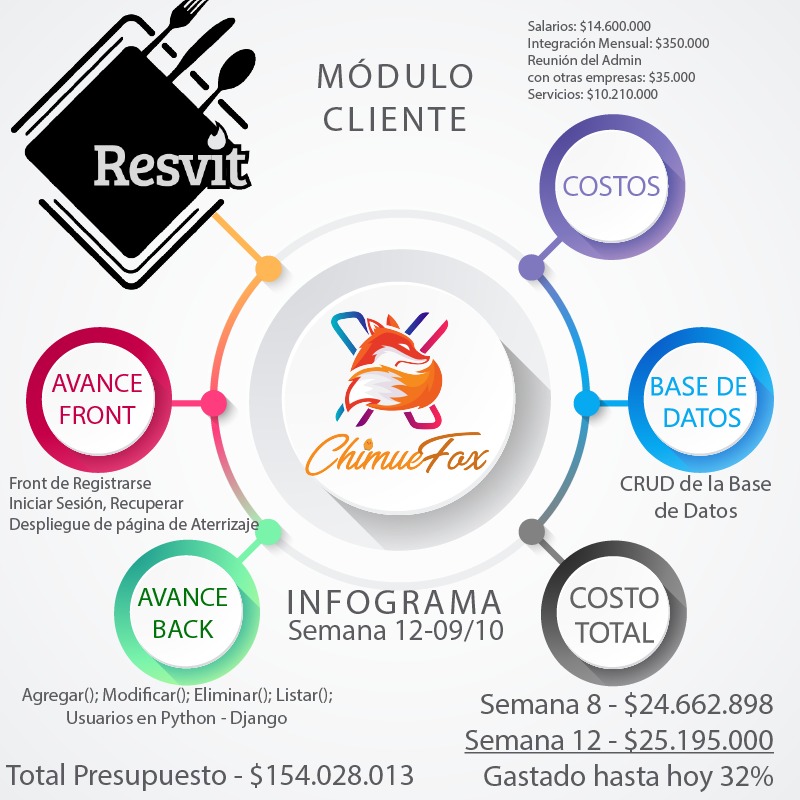 Resvit
MÓDULO
CLIENTE
Salarios: $14.600.000
Integración Mensual: $350.000
Reunión del Admin
con otras empresas: $35.000
Servicios: $10.210.000
COSTOS
AVANCE
FRONT
Front de Registrarse
Iniciar Sesión, Recuperar
Despliegue de página de Aterrizaje
ChimueFox
BASE DE
DATOS
CRUD de la Base
de Datos
AVANCE
BACK
Agregar(); Modificar(); Eliminar(); Listar();
Usuarios en Python - Django
INFOGRAMA
Semana 12-09/10
COSTO
TOTAL
Semana 8 - $24.662.898
Semana 12 - $25.195.000
Total Presupuesto - $154.028.013
Gastado hasta hoy 32%